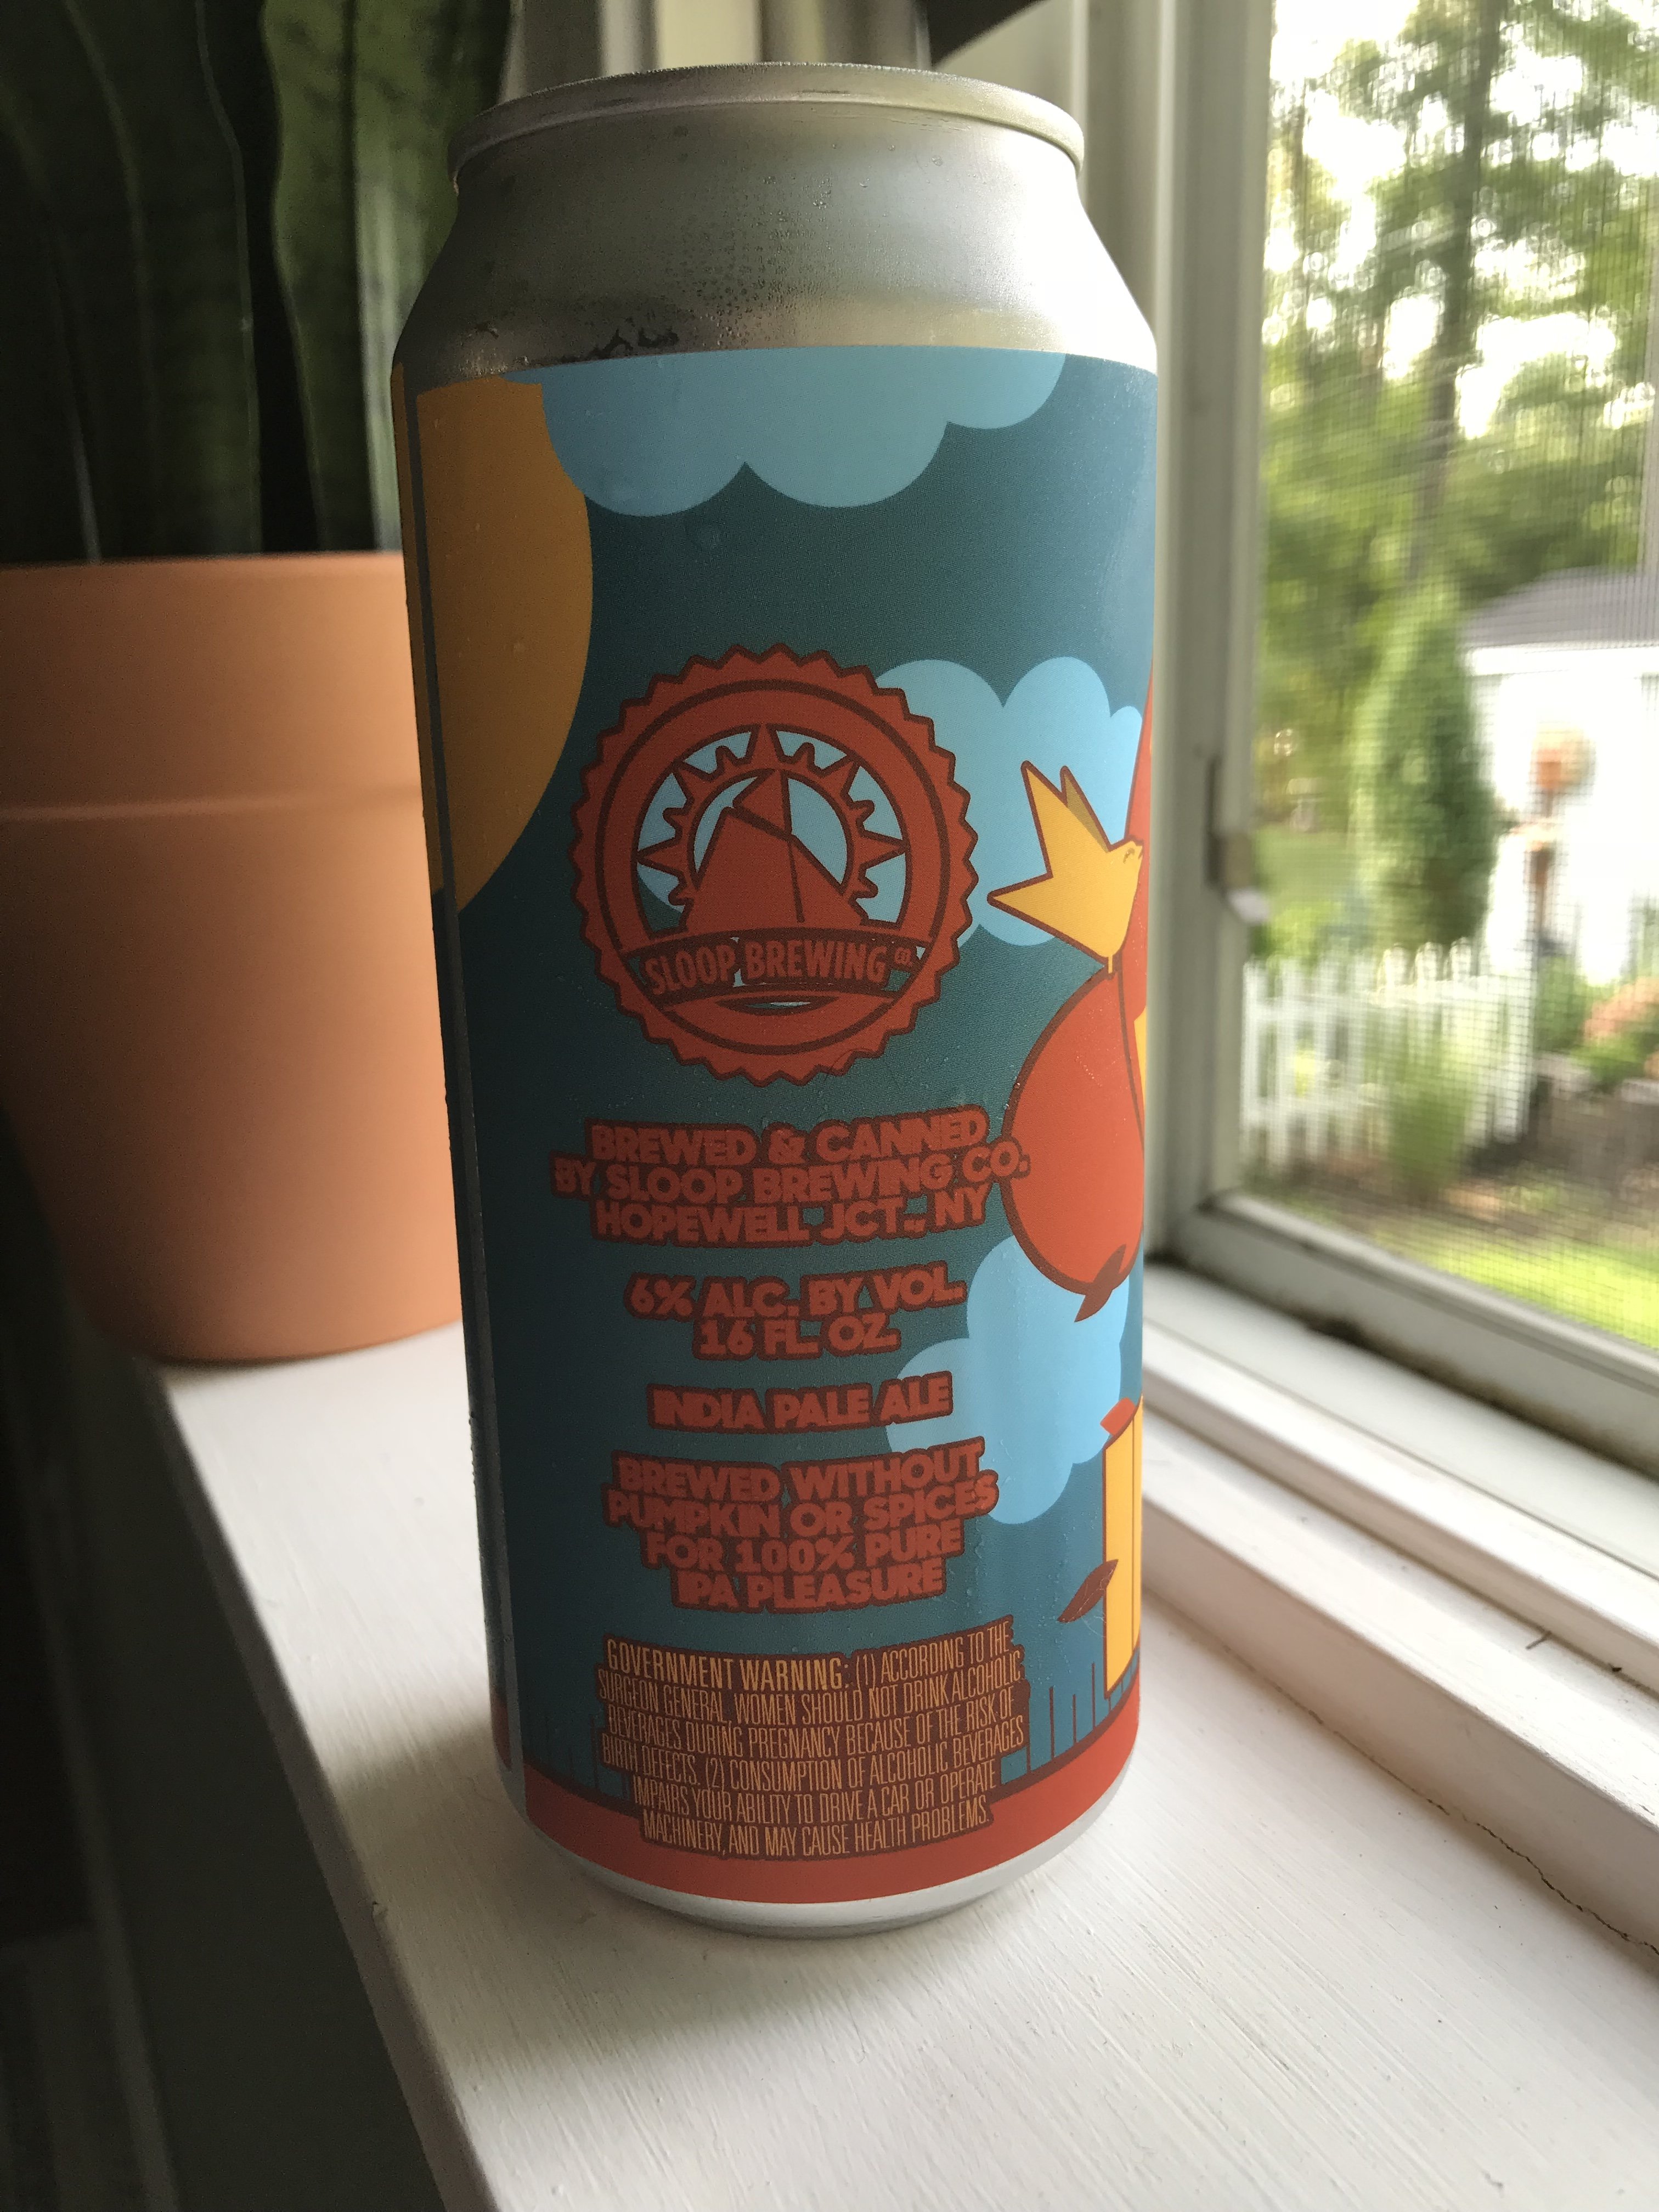 SLOOP BREWING CO.
BREWED & CANNED
BY SLOOP BREWING CO.
HOPEWELL JCT., NY
6% ALC. BY VOL.
16 FL. OZ.
INDIA PALE ALE
BREWED WITHOUT
PUMPKIN OR SPICES
FOR 100% PURE
IPA PLEASURE
GOVERNMENT WARNING: (1) ACCORDING TO THE
SURGEON GENERAL, WOMEN SHOULD NOT DRINK ALCOHOLIC
BEVERAGES DURING PREGNANCY BECAUSE OF THE RISK OF
BIRTH DEFECTS. (2) CONSUMPTION OF ALCOHOLIC BEVERAGES
IMPAIRS YOUR ABILITY TO DRIVE A CAR OR OPERATE
MACHINERY, AND MAY CAUSE HEALTH PROBLEMS.